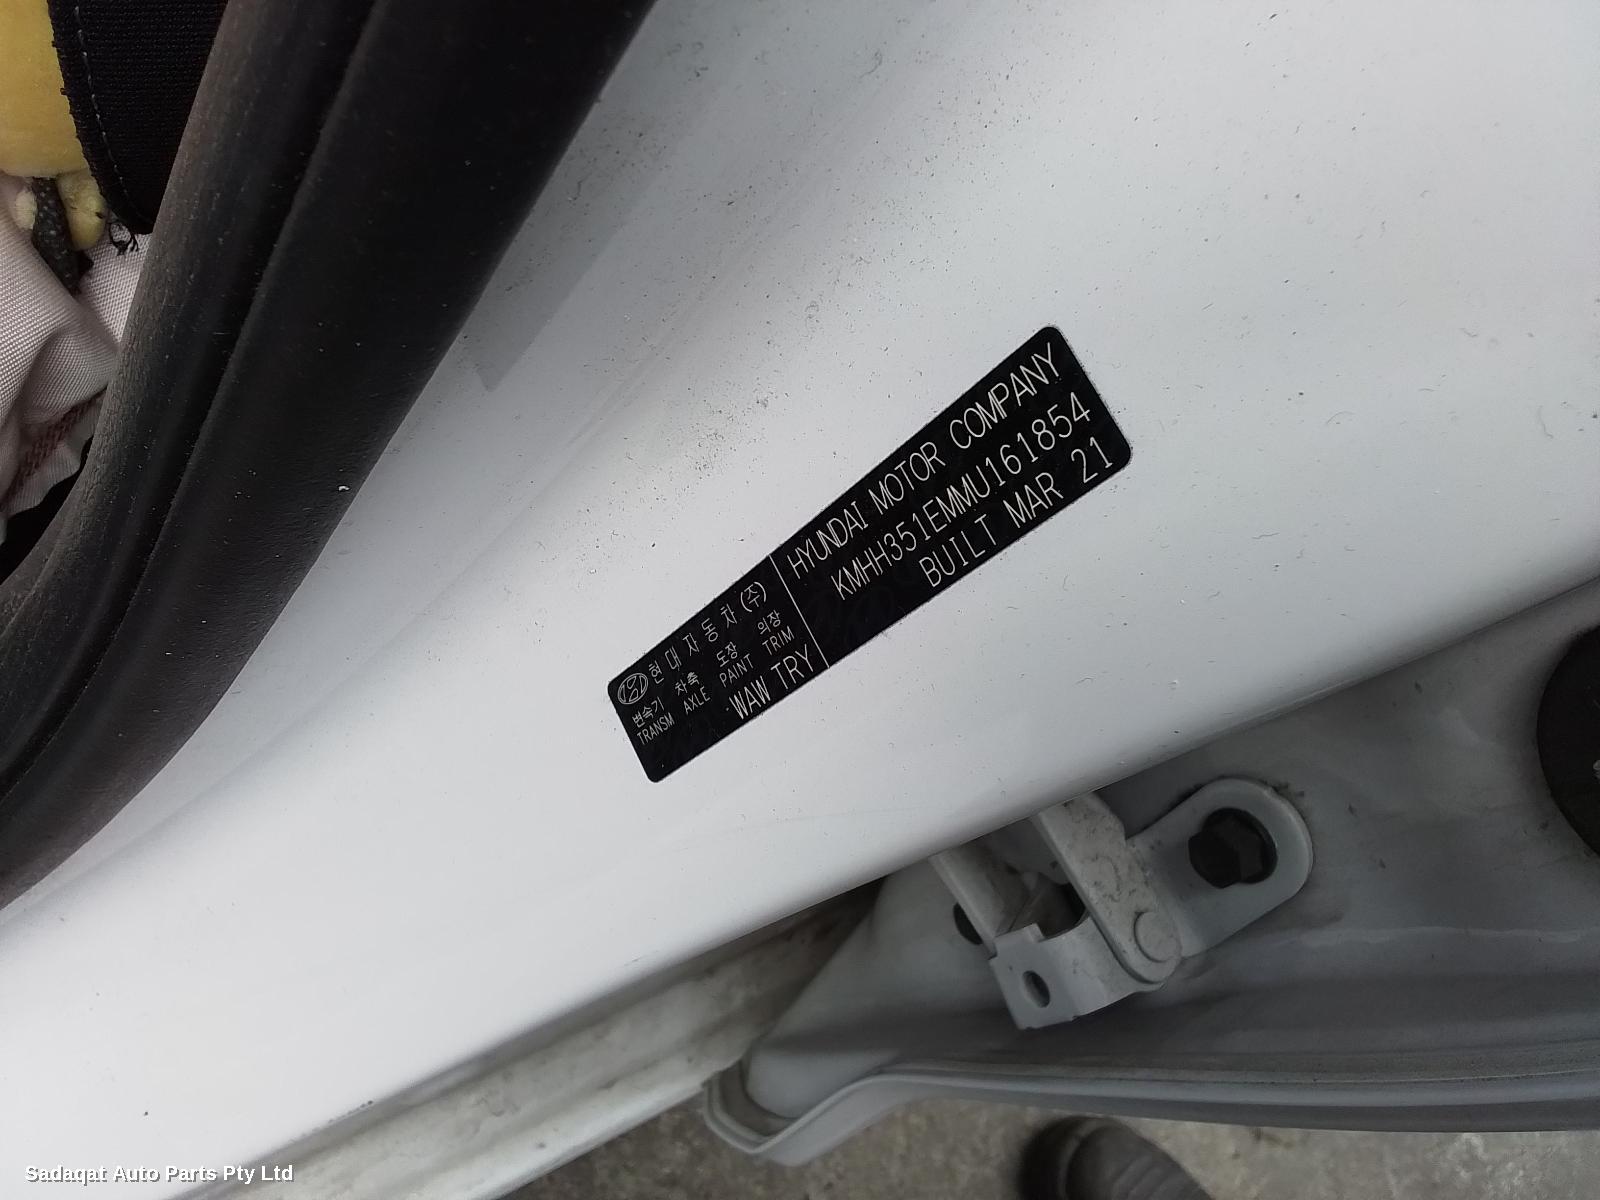 현대자동차(주)
변속기 차축 도장 의장
TRANSM AXLE PAINT TRIM
WAW TRY
HYUNDAI MOTOR COMPANY
KMHH351EMMU161854
BUILT MAR 21
Sadaqat Auto Parts Pty Ltd